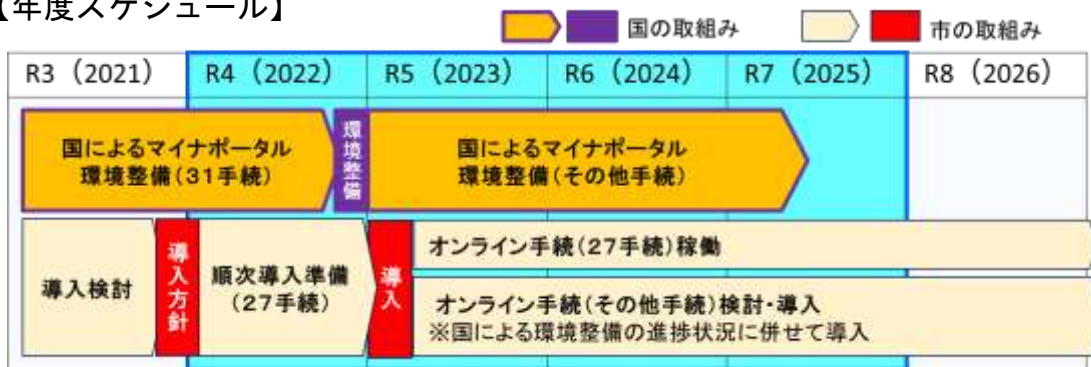 【年度スケジュール】
国の取組み
市の取組み
R3（2021）
R4（2022）
R5（2023）
R6（2024）
R7（2025）
R8（2026）
国によるマイナポータル
環境整備(31手続)
環境整備
国によるマイナポータル
環境整備(その他手続)
導入検討
導入方針
順次導入準備
(27手続)
導入
オンライン手続(27手続)稼働
オンライン手続(その他手続)検討・導入
※国による環境整備の進捗状況に併せて導入